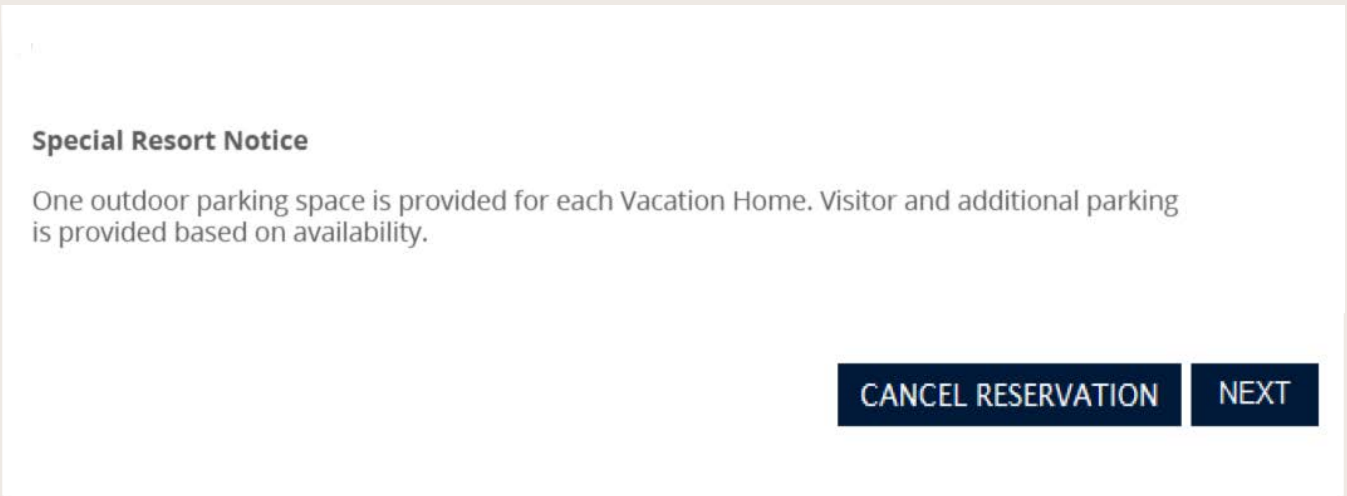 Special Resort Notice
One outdoor parking space is provided for each Vacation Home. Visitor and additional parking
is provided based on availability.
CANCEL RESERVATION NEXT